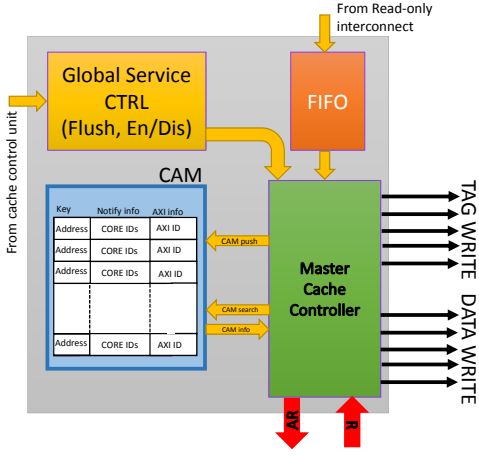 From Read-only
interconnect
Global Service
CTRL
(Flush, En/Dis)
FIFO
From cache control unit
CAM
Key Notify info AXI info
Address CORE IDs AXI ID
Address CORE IDs AXI ID
Address CORE IDs AXI ID
Address CORE IDs AXI ID
CAM push
CAM search
CAM info
Master
Cache
Controller
TAG WRITE
DATA WRITE
AR
R